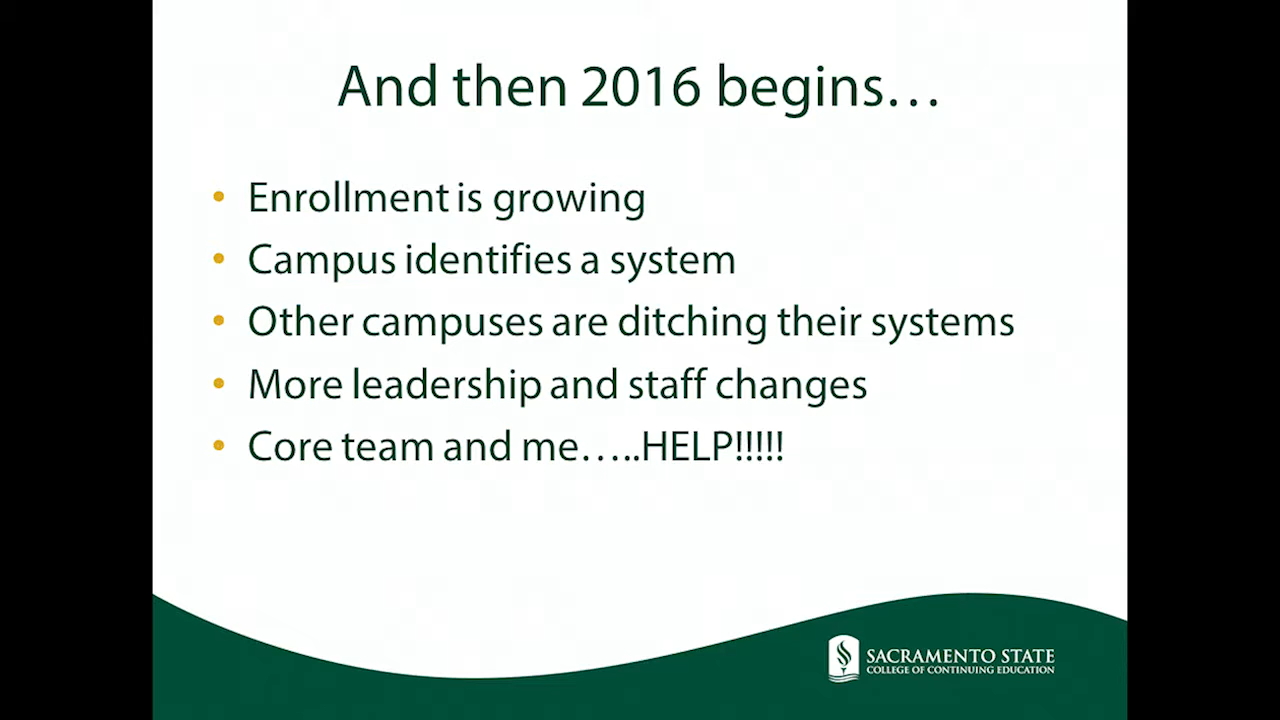 And then 2016 begins…
• Enrollment is growing
• Campus identifies a system
• Other campuses are ditching their systems
• More leadership and staff changes
• Core team and me…..HELP!!!!!
SACRAMENTO STATE
COLLEGE OF CONTINUING EDUCATION